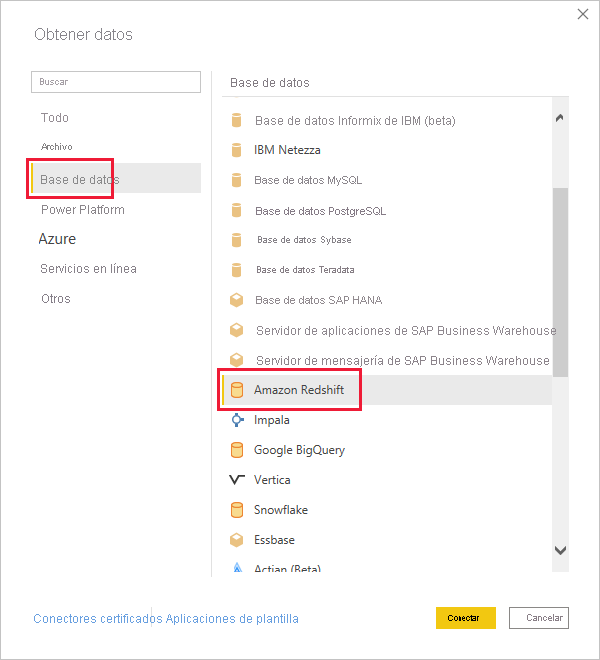 Obtener datos
Buscar
Todo
Archivo
Base de datos
Power Platform
Azure
Servicios en línea
Otros
Base de datos
Base de datos Informix de IBM (beta)
IBM Netezza
Base de datos MySQL
Base de datos PostgreSQL
Base de datos Sybase
Base de datos Teradata
Base de datos SAP HANA
Servidor de aplicaciones de SAP Business Warehouse
Servidor de mensajería de SAP Business Warehouse
Amazon Redshift
Impala
Google BigQuery
Vertica
Snowflake
Essbase
Actian (Beta)
Conectores certificados Aplicaciones de plantilla
Conectar
Cancelar